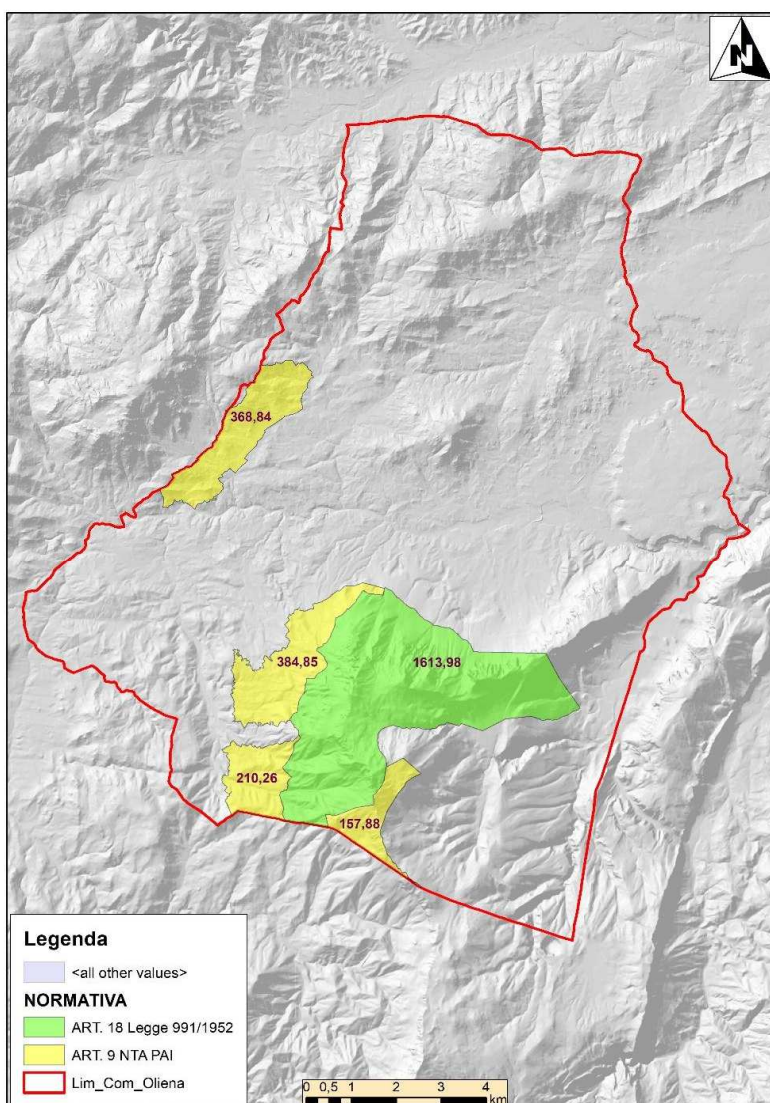 N
368,84
384,85
1613,98
210,26
157,88
Legenda
<all other values>
NORMATIVA
ART. 18 Legge 991/1952
ART. 9 NTA PAI
Lim_Com_Oliena
0 0,5 1 2 3 4
km